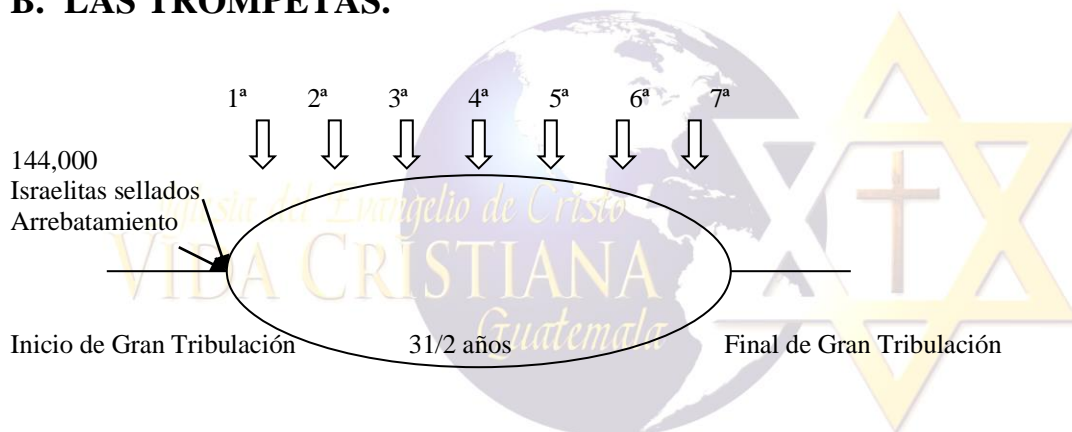 B. LAS TROMPETAS.
1ª 2ª 3ª 4ª 5ª 6ª 7ª
144,000
Israelitas sellados
Arrebatamiento
Iglesia del Evangelio de Cristo
VIDA CRISTIANA
Guatemala
Inicio de Gran Tribulación 31/2 años Final de Gran Tribulación